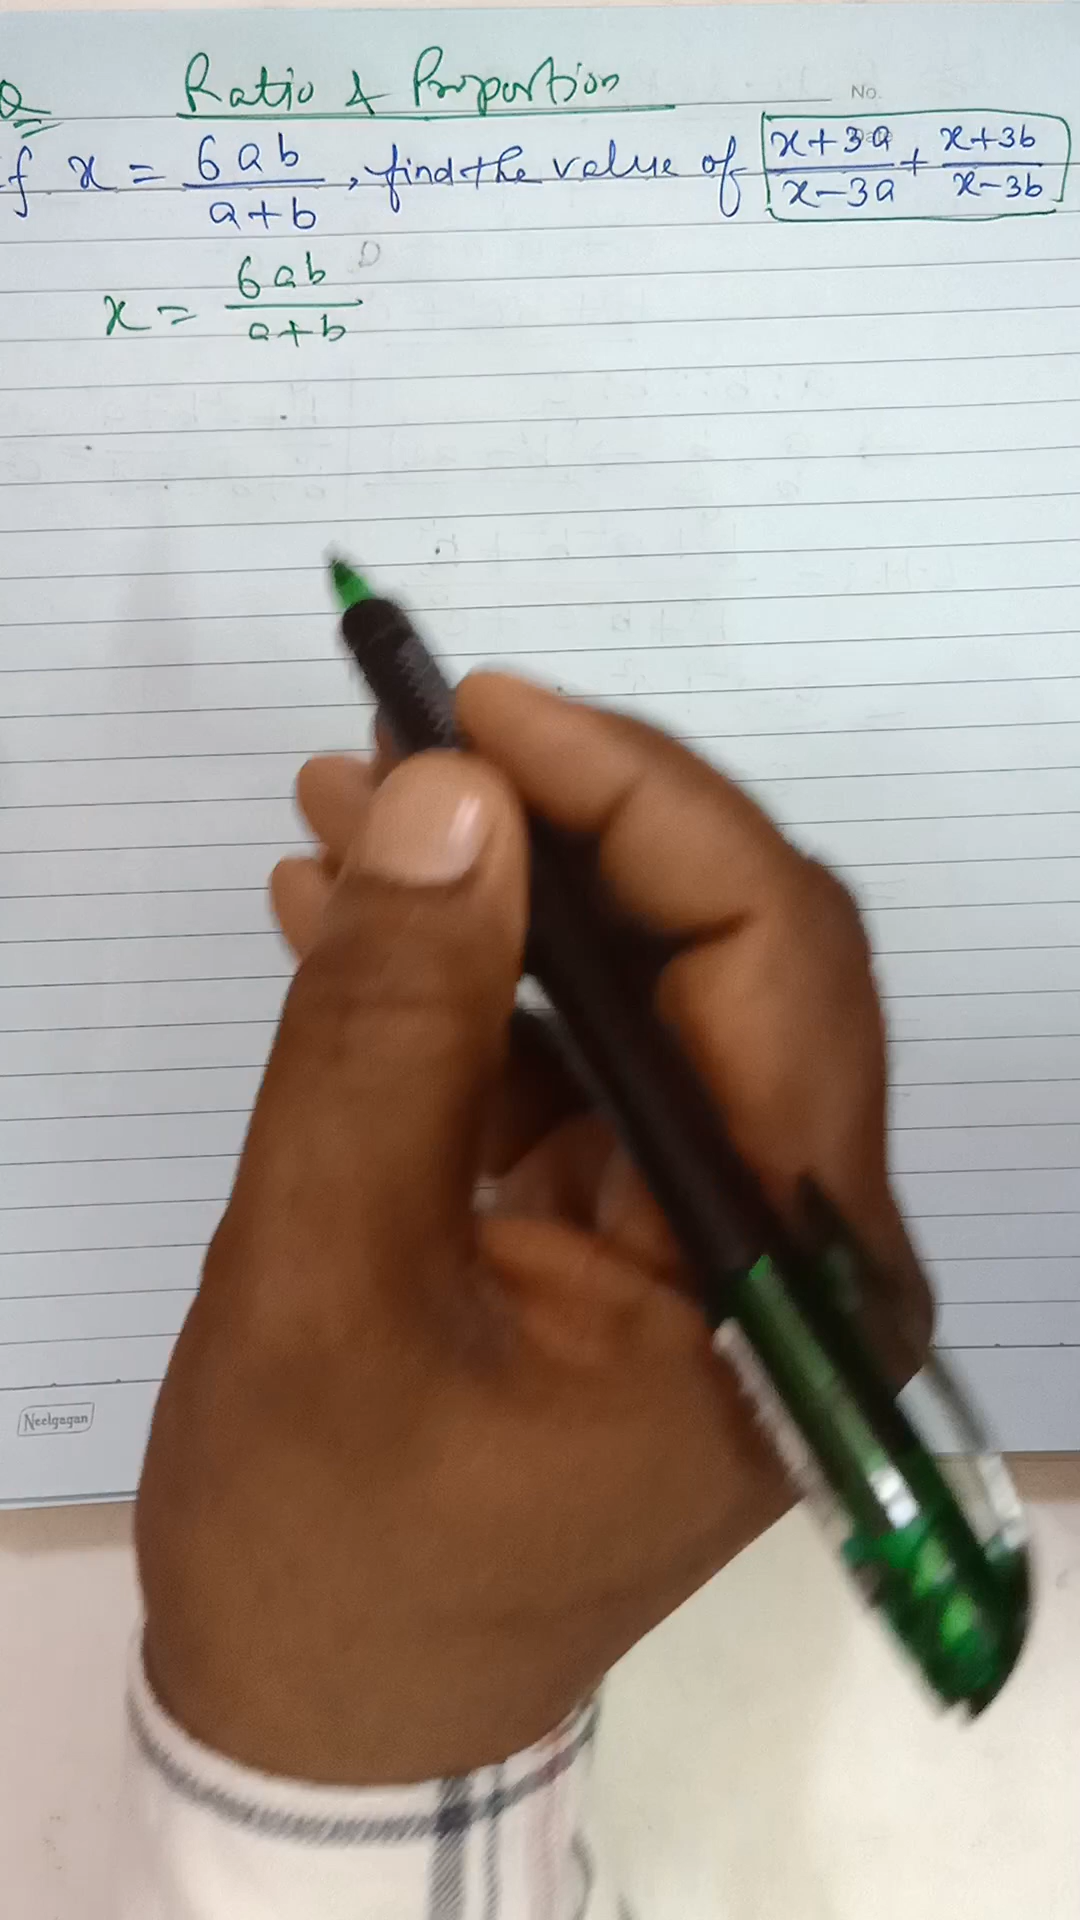 Q Ratio & Proportion
No.
If x = 6ab/a+b, find the value of x+3a/x-3a + x+3b/x-3b
x = 6ab/a+b
Neelgagan